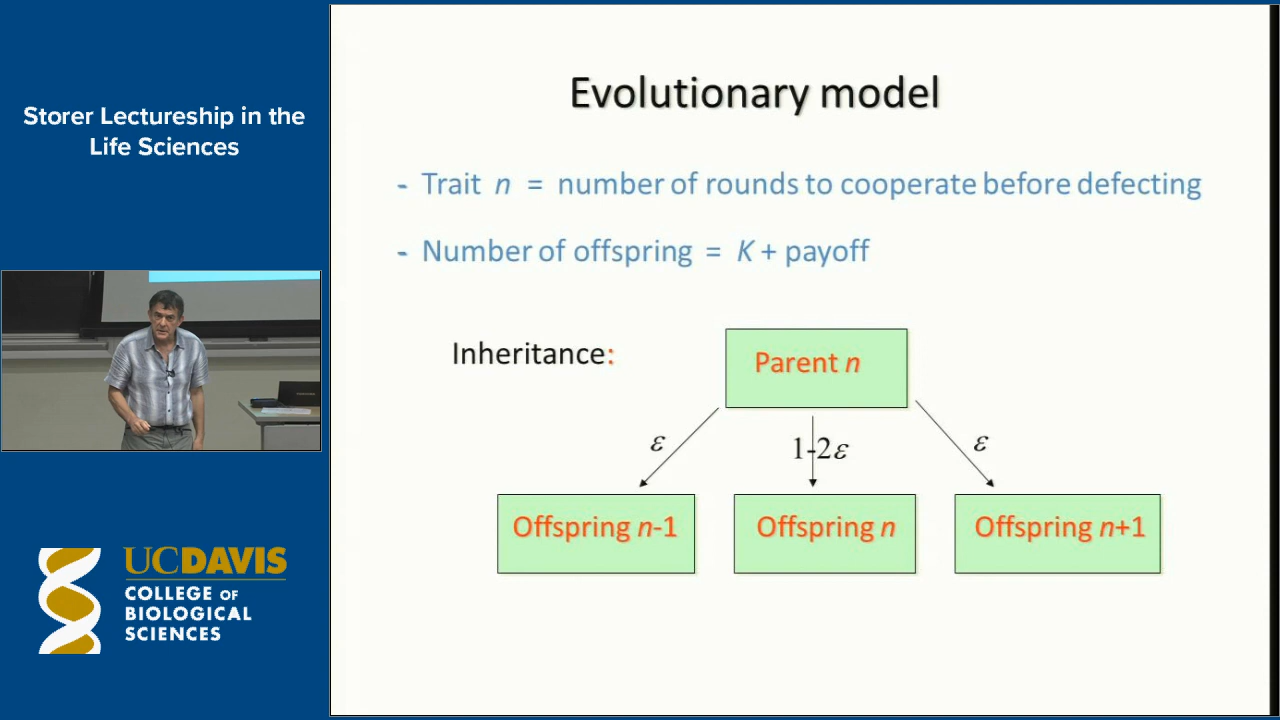 Storer Lectureship in the
Life Sciences
UCDAVIS
COLLEGE OF
BIOLOGICAL
SCIENCES
Evolutionary model
- Trait n = number of rounds to cooperate before defecting
- Number of offspring = K + payoff
Inheritance:
Parent n
ε
1-2ε
ε
Offspring n-1
Offspring n
Offspring n+1